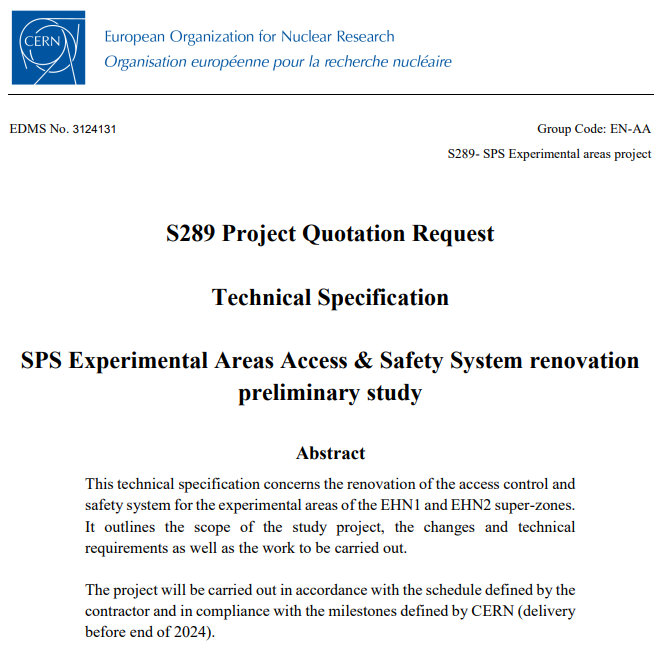 CERN
European Organization for Nuclear Research
Organisation européenne pour la recherche nucléaire
EDMS No. 3124131
Group Code: EN-AA
S289- SPS Experimental areas project
S289 Project Quotation Request
Technical Specification
SPS Experimental Areas Access & Safety System renovation
preliminary study
Abstract
This technical specification concerns the renovation of the access control and
safety system for the experimental areas of the EHN1 and EHN2 super-zones.
It outlines the scope of the study project, the changes and technical
requirements as well as the work to be carried out.
The project will be carried out in accordance with the schedule defined by the
contractor and in compliance with the milestones defined by CERN (delivery
before end of 2024).